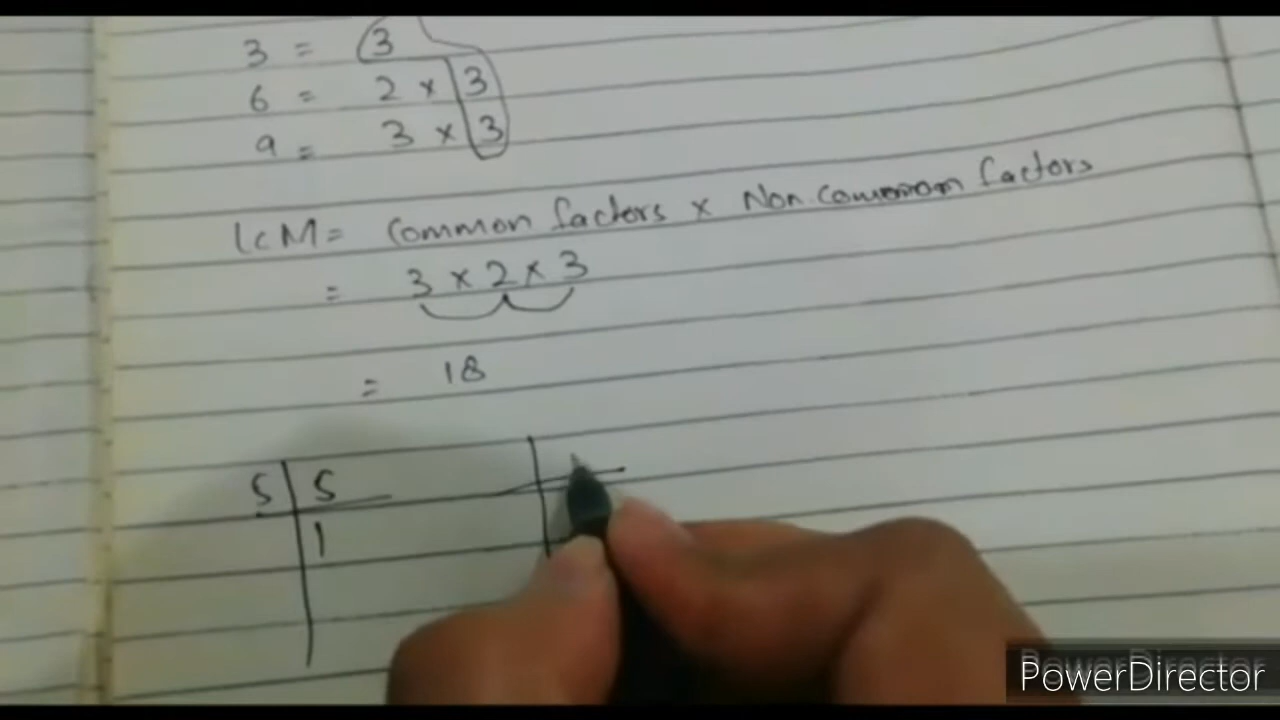 3 = 3
6 = 2 × 3
9 = 3 × 3
LCM = Common factors × Non common factors
= 3 × 2 × 3
= 18
5 | 5
1
PowerDirector